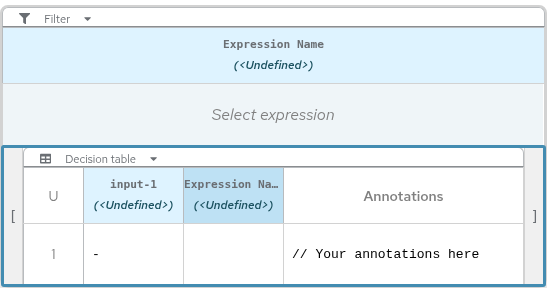 Filter
Expression Name
(<Undefined>)
Select expression
Decision table
U input-1 Expression Na… Annotations
(<Undefined>) (<Undefined>)
[ ]
1 - // Your annotations here